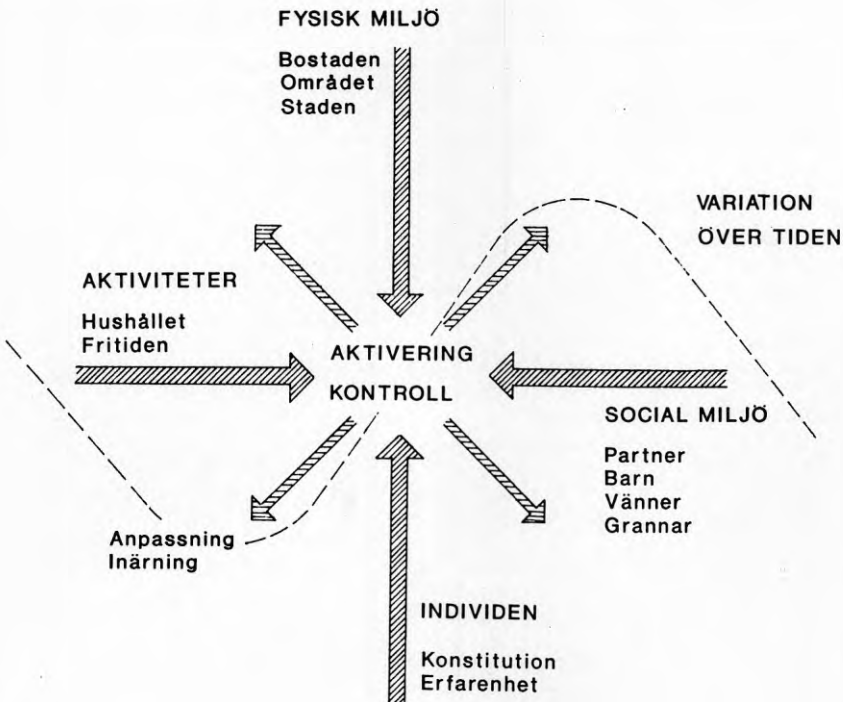 FYSISK MILJÖ
Bostaden
Området
Staden
VARIATION
ÖVER TIDEN
AKTIVITETER
Hushållet
Fritiden
AKTIVERING
KONTROLL
SOCIAL MILJÖ
Partner
Barn
Vänner
Grannar
Anpassning
Inärning
INDIVIDEN
Konstitution
Erfarenhet